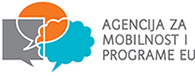 AGENCIJA ZA
MOBILNOST I
PROGRAME EU